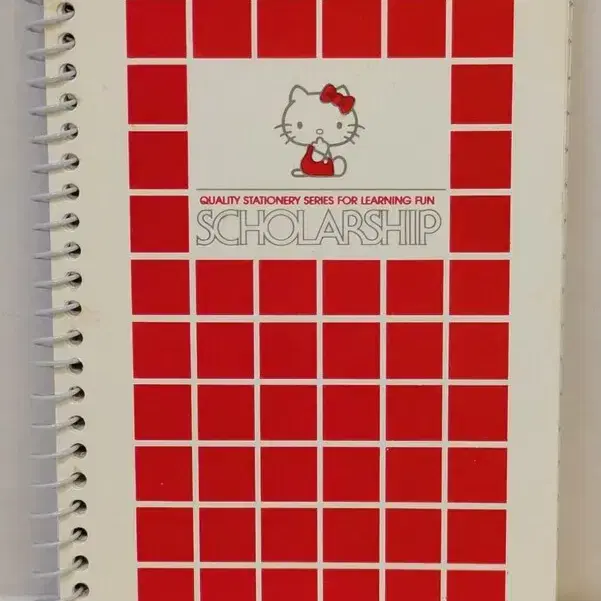 QUALITY STATIONERY SERIES FOR LEARNING FUN
SCHOLARSHIP